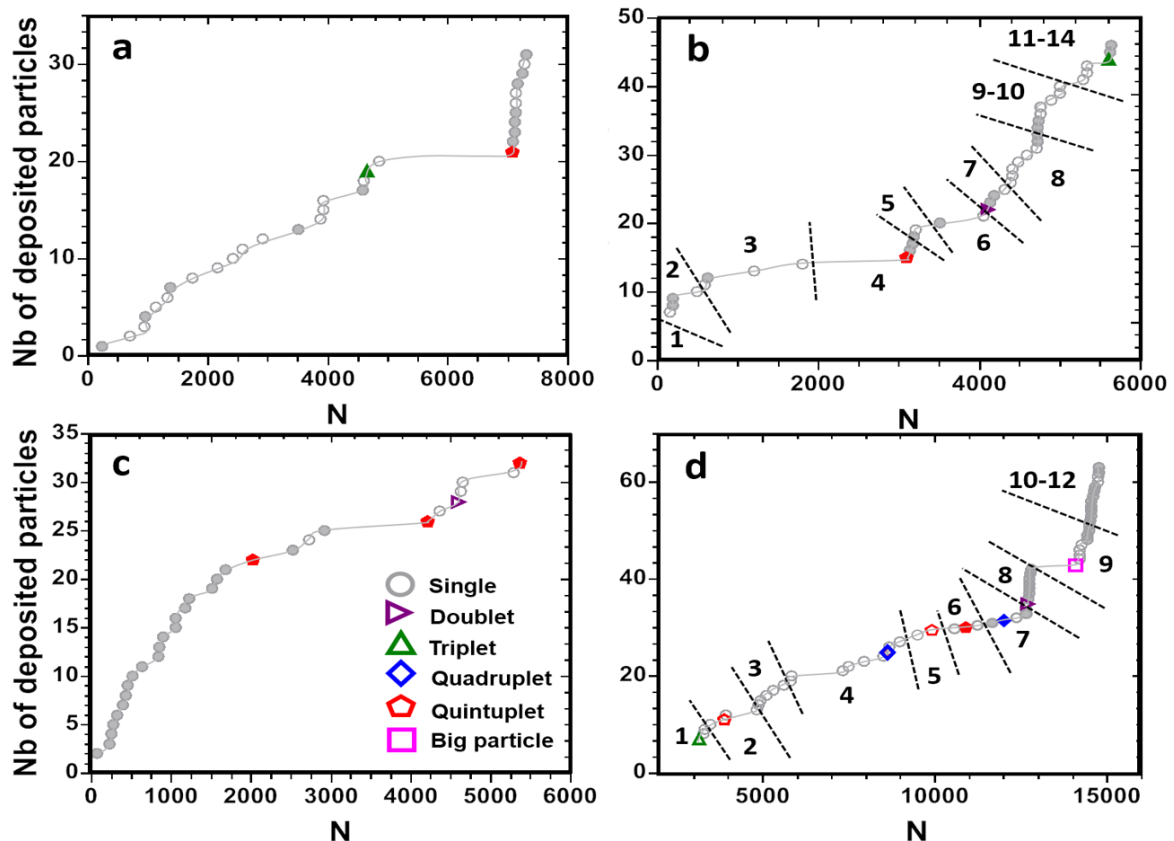 a
Nb of deposited particles
30
20
10
0
0 2000 4000 6000 8000
N
b
50
40
30
20
10
0
11-14
9-10
7
8
5
6
2
3
4
1
0 2000 4000 6000
N
c
Nb of deposited particles
35
30
25
20
15
10
5
0
Single
Doublet
Triplet
Quadruplet
Quintuplet
Big particle
0 1000 2000 3000 4000 5000 6000
N
d
60
40
20
0
10-12
8
9
6
7
3
4
5
1
2
5000 10000 15000
N